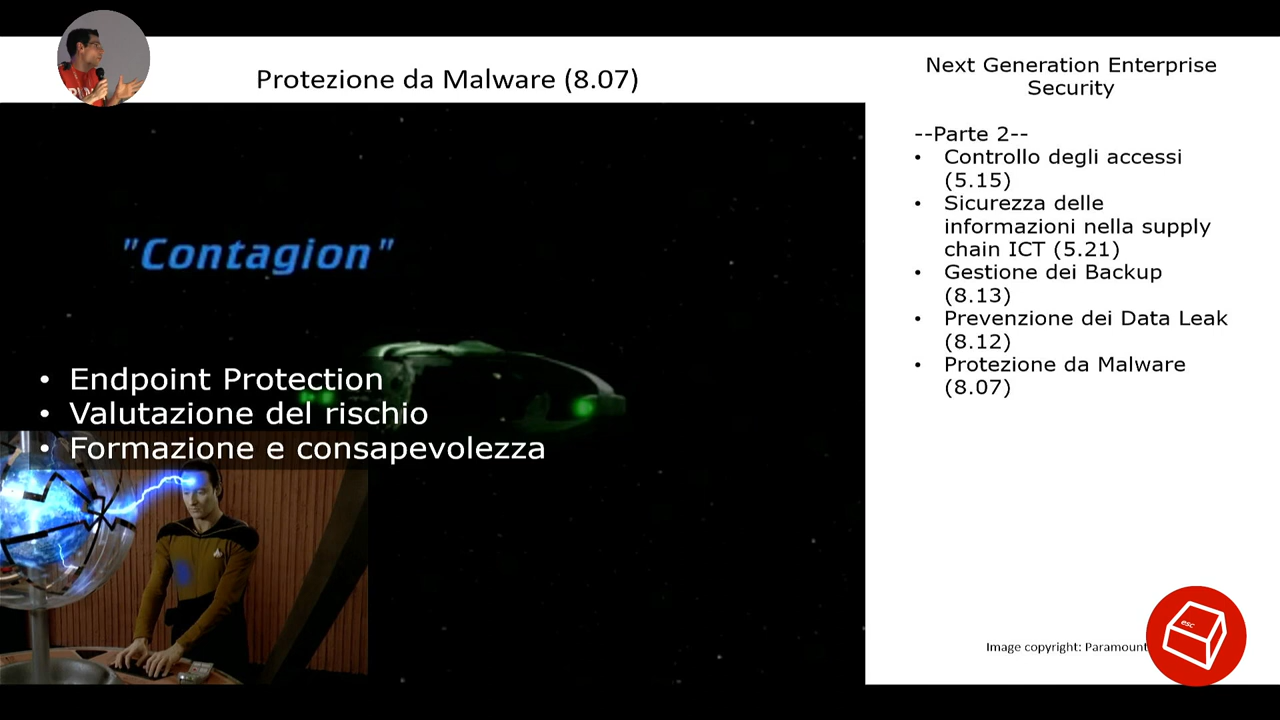 Protezione da Malware (8.07)
"Contagion"
• Endpoint Protection
• Valutazione del rischio
• Formazione e consapevolezza
Next Generation Enterprise
Security
--Parte 2--
• Controllo degli accessi
(5.15)
• Sicurezza delle
informazioni nella supply
chain ICT (5.21)
• Gestione dei Backup
(8.13)
• Prevenzione dei Data Leak
(8.12)
• Protezione da Malware
(8.07)
Image copyright: Paramount
esc